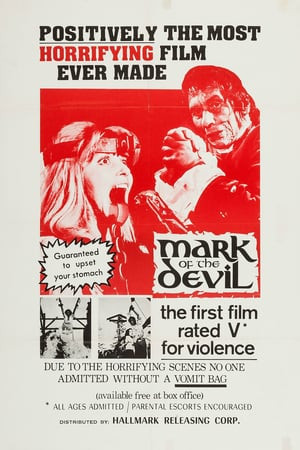 POSITIVELY THE MOST
HORRIFYING FILM
EVER MADE
Guaranteed
to upset
your stomach
MARK
of the
DEVIL
the first film
rated V*
for violence
DUE TO THE HORRIFYING SCENES NO ONE
ADMITTED WITHOUT A VOMIT BAG
(available free at box office)
* ALL AGES ADMITTED / PARENTAL ESCORTS ENCOURAGED
DISTRIBUTED BY: HALLMARK RELEASING CORP.